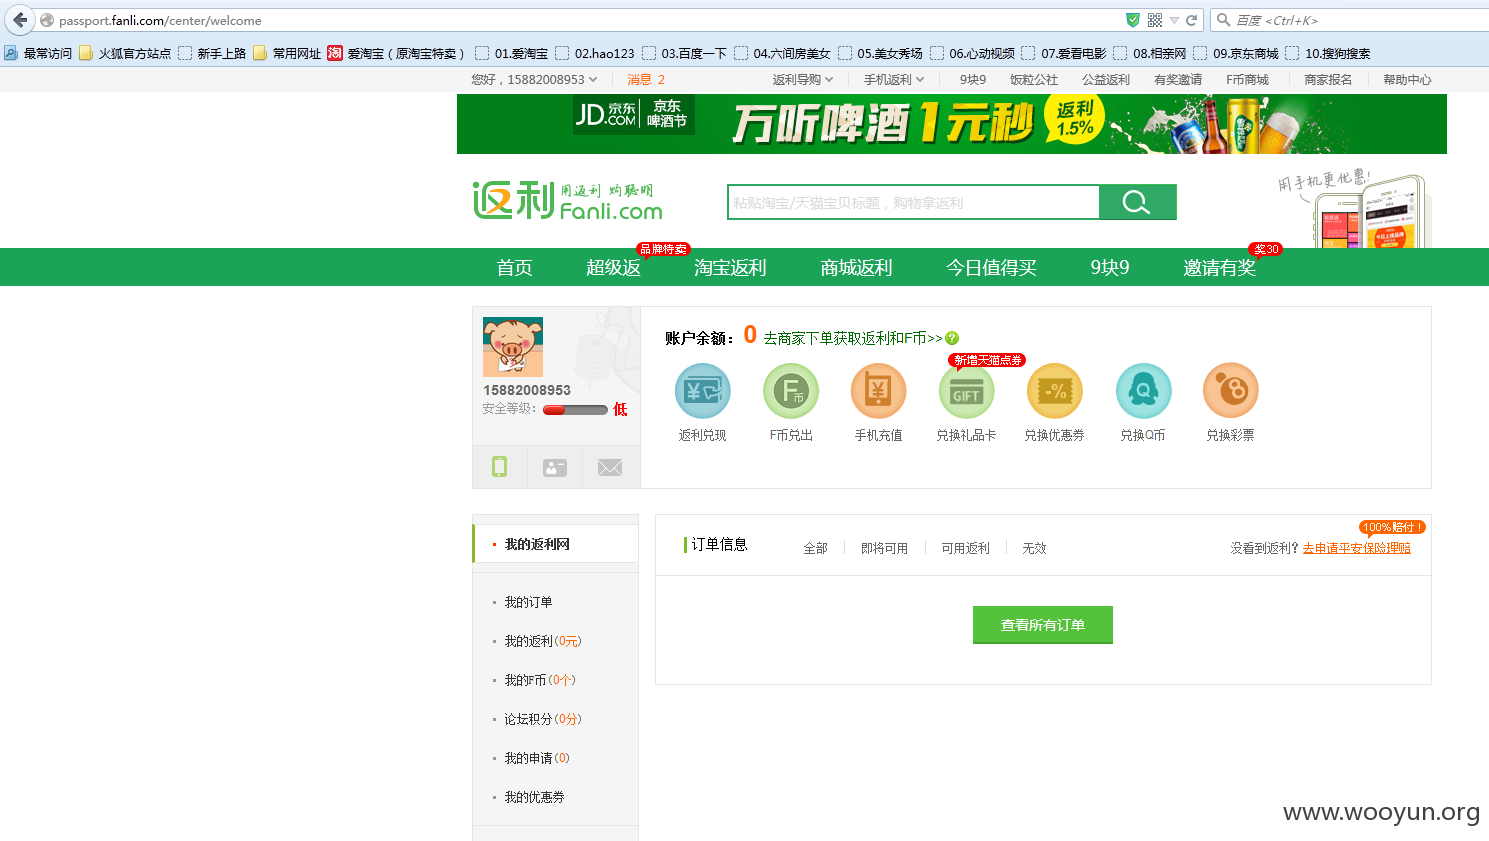 passport.fanli.com/center/welcome
百度 <Ctrl+K>
最常访问 火狐官方站点 新手上路 常用网址 淘 爱淘宝（原淘宝特卖） 01.爱淘宝 02.hao123 03.百度一下 04.六间房美女 05.美女秀场 06.心动视频 07.爱看电影 08.相亲网 09.京东商城 10.搜狗搜索
您好，15882008953 消息 2 返利导购 手机返利 9块9 饭粒公社 公益返利 有奖邀请 F币商城 商家报名 帮助中心
JD 京东 .COM 京东啤酒节 万听啤酒1元秒 返利1.5%
返利 用返利 购聪明
Fanli.com
粘贴淘宝/天猫宝贝标题，购物拿返利
用手机更优惠!
品牌特卖 奖30
首页 超级返 淘宝返利 商城返利 今日值得买 9块9 邀请有奖
账户余额：0 去商家下单获取返利和F币>>
新增天猫点券
¥ F币 ¥ GIFT -% Q 8
15882008953
安全等级： 低
返利兑现 F币兑出 手机充值 兑换礼品卡 兑换优惠券 兑换Q币 兑换彩票
100%赔付！
我的返利网
订单信息 全部 即将可用 可用返利 无效 没看到返利？去申请平安保险理赔
我的订单
查看所有订单
我的返利(0元)
我的F币(0个)
论坛积分(0分)
我的申请(0)
我的优惠券
www.wooyun.org